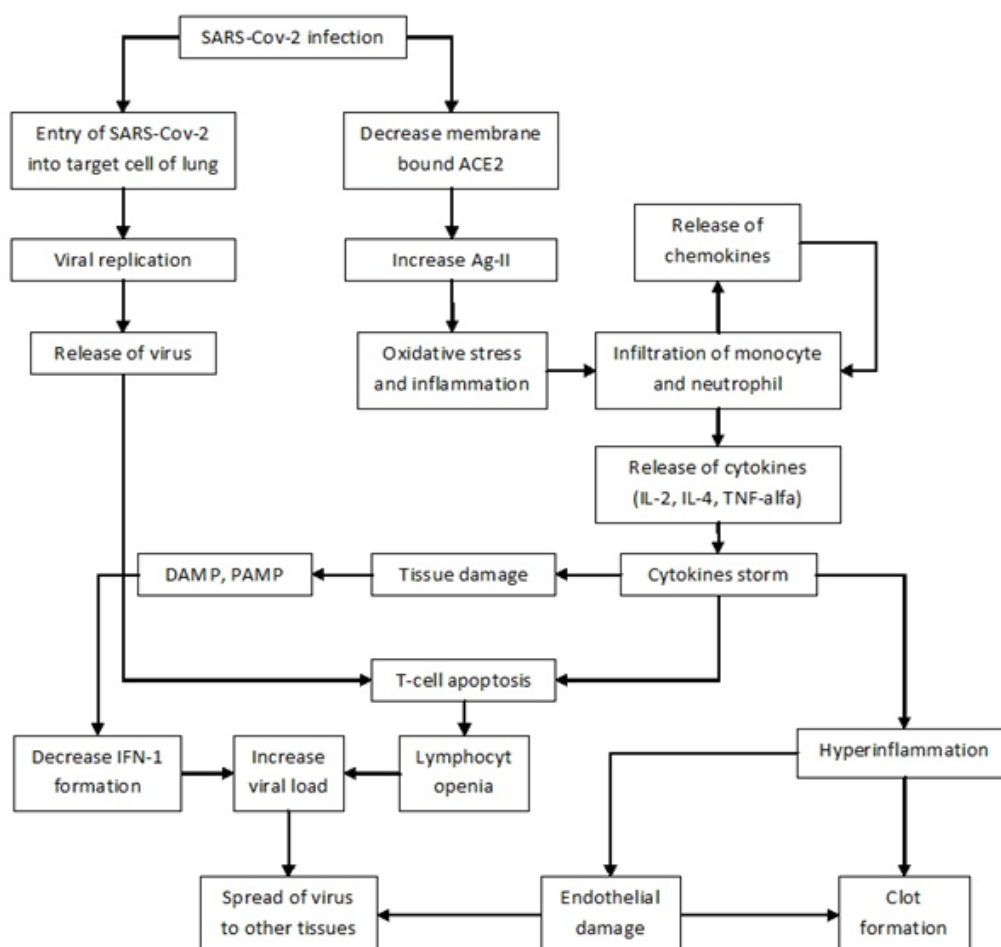 SARS-Cov-2 infection
Entry of SARS-Cov-2
into target cell of lung
Decrease membrane
bound ACE2
Release of
chemokines
Viral replication
Increase Ag-II
Release of virus
Oxidative stress
and inflammation
Infiltration of monocyte
and neutrophil
Release of cytokines
(IL-2, IL-4, TNF-alfa)
DAMP, PAMP
Tissue damage
Cytokines storm
T-cell apoptosis
Decrease IFN-1
formation
Increase
viral load
Lymphocyt
openia
Hyperinflammation
Spread of virus
to other tissues
Endothelial
damage
Clot
formation